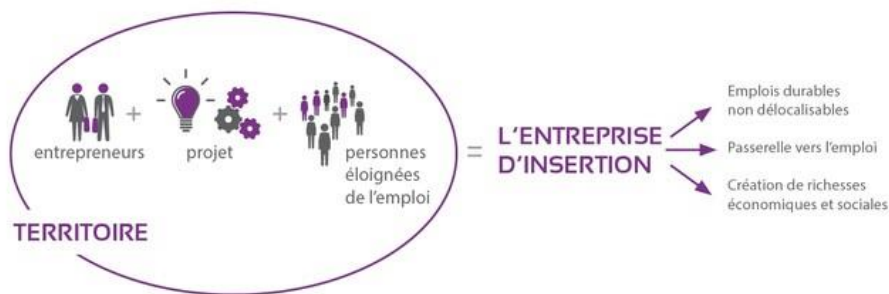 entrepreneurs
+
projet
+
personnes
éloignées
de l'emploi
TERRITOIRE
=
L'ENTREPRISE
D'INSERTION
Emplois durables
non délocalisables
Passerelle vers l'emploi
Création de richesses
économiques et sociales